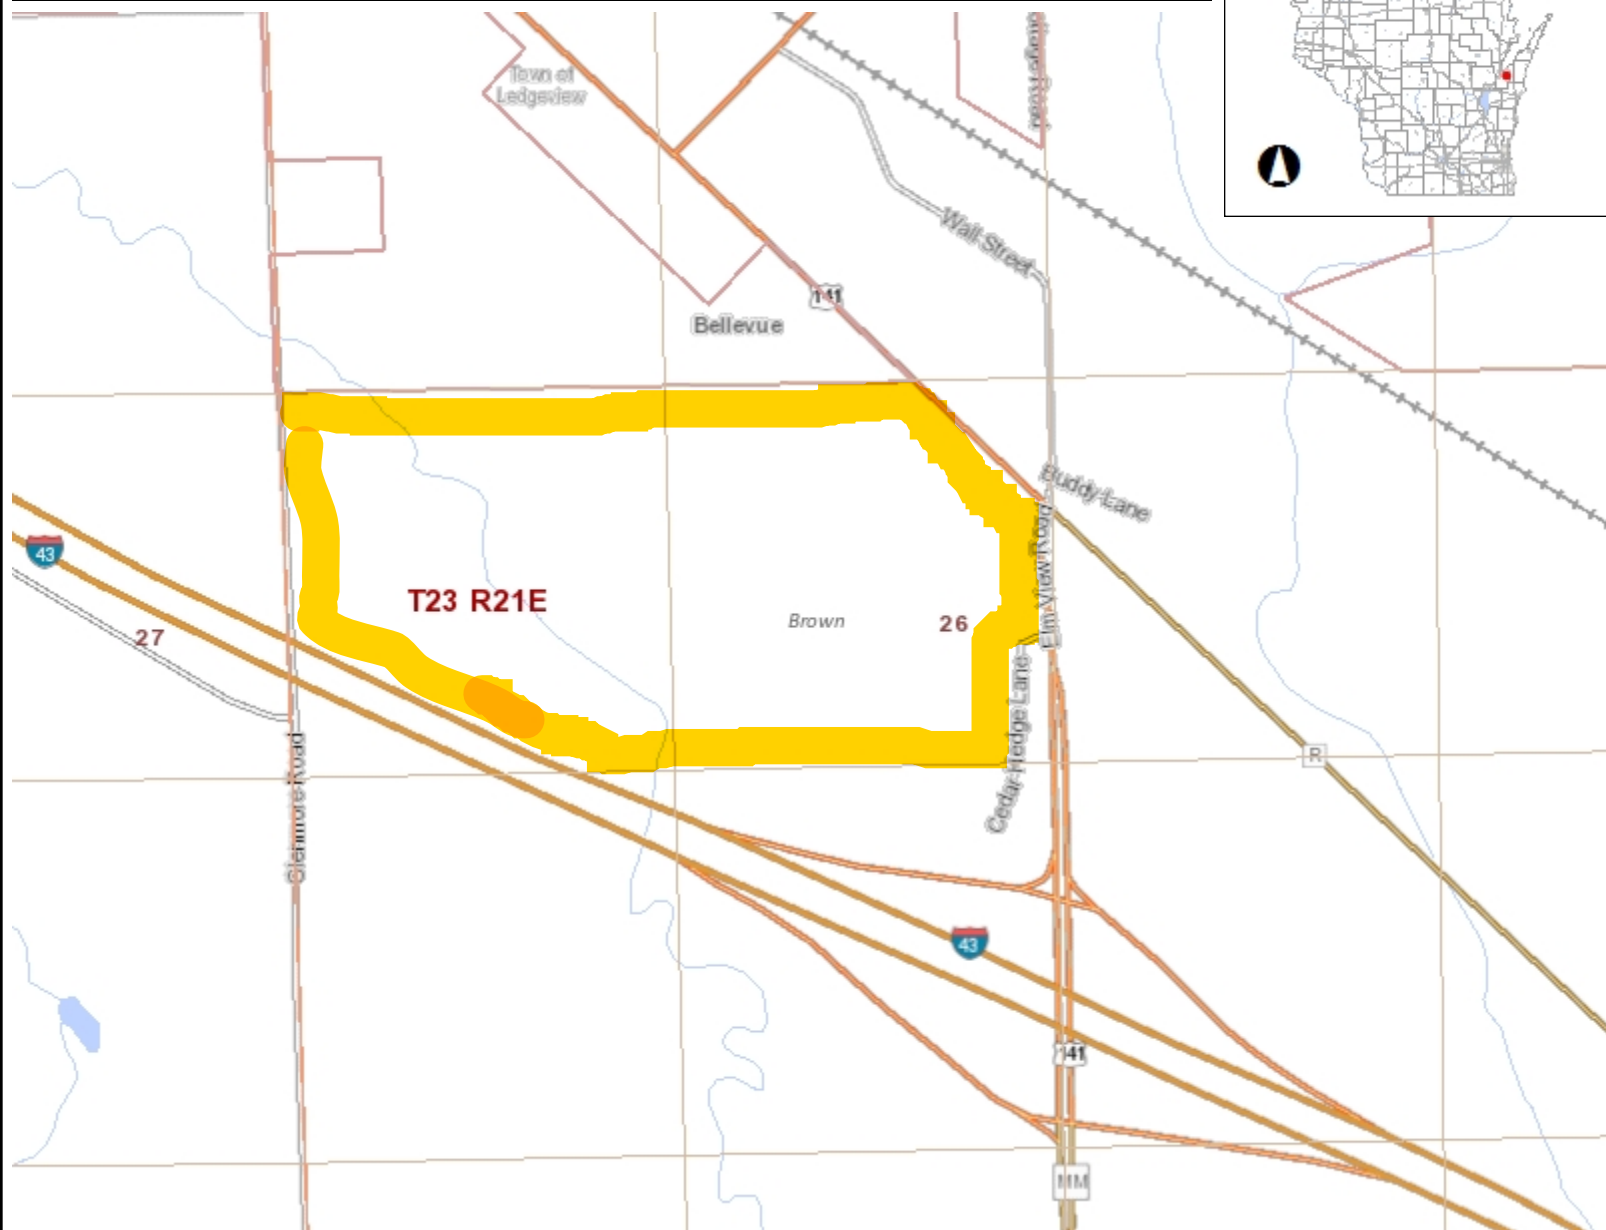 Town of
Ledgeview
Wall Street
141
Bellevue
Buddy Lane
Elm View Road
43
T23 R21E
Brown
26
27
Cedar Hedge Lane
R
Glenmore Road
43
141
MM